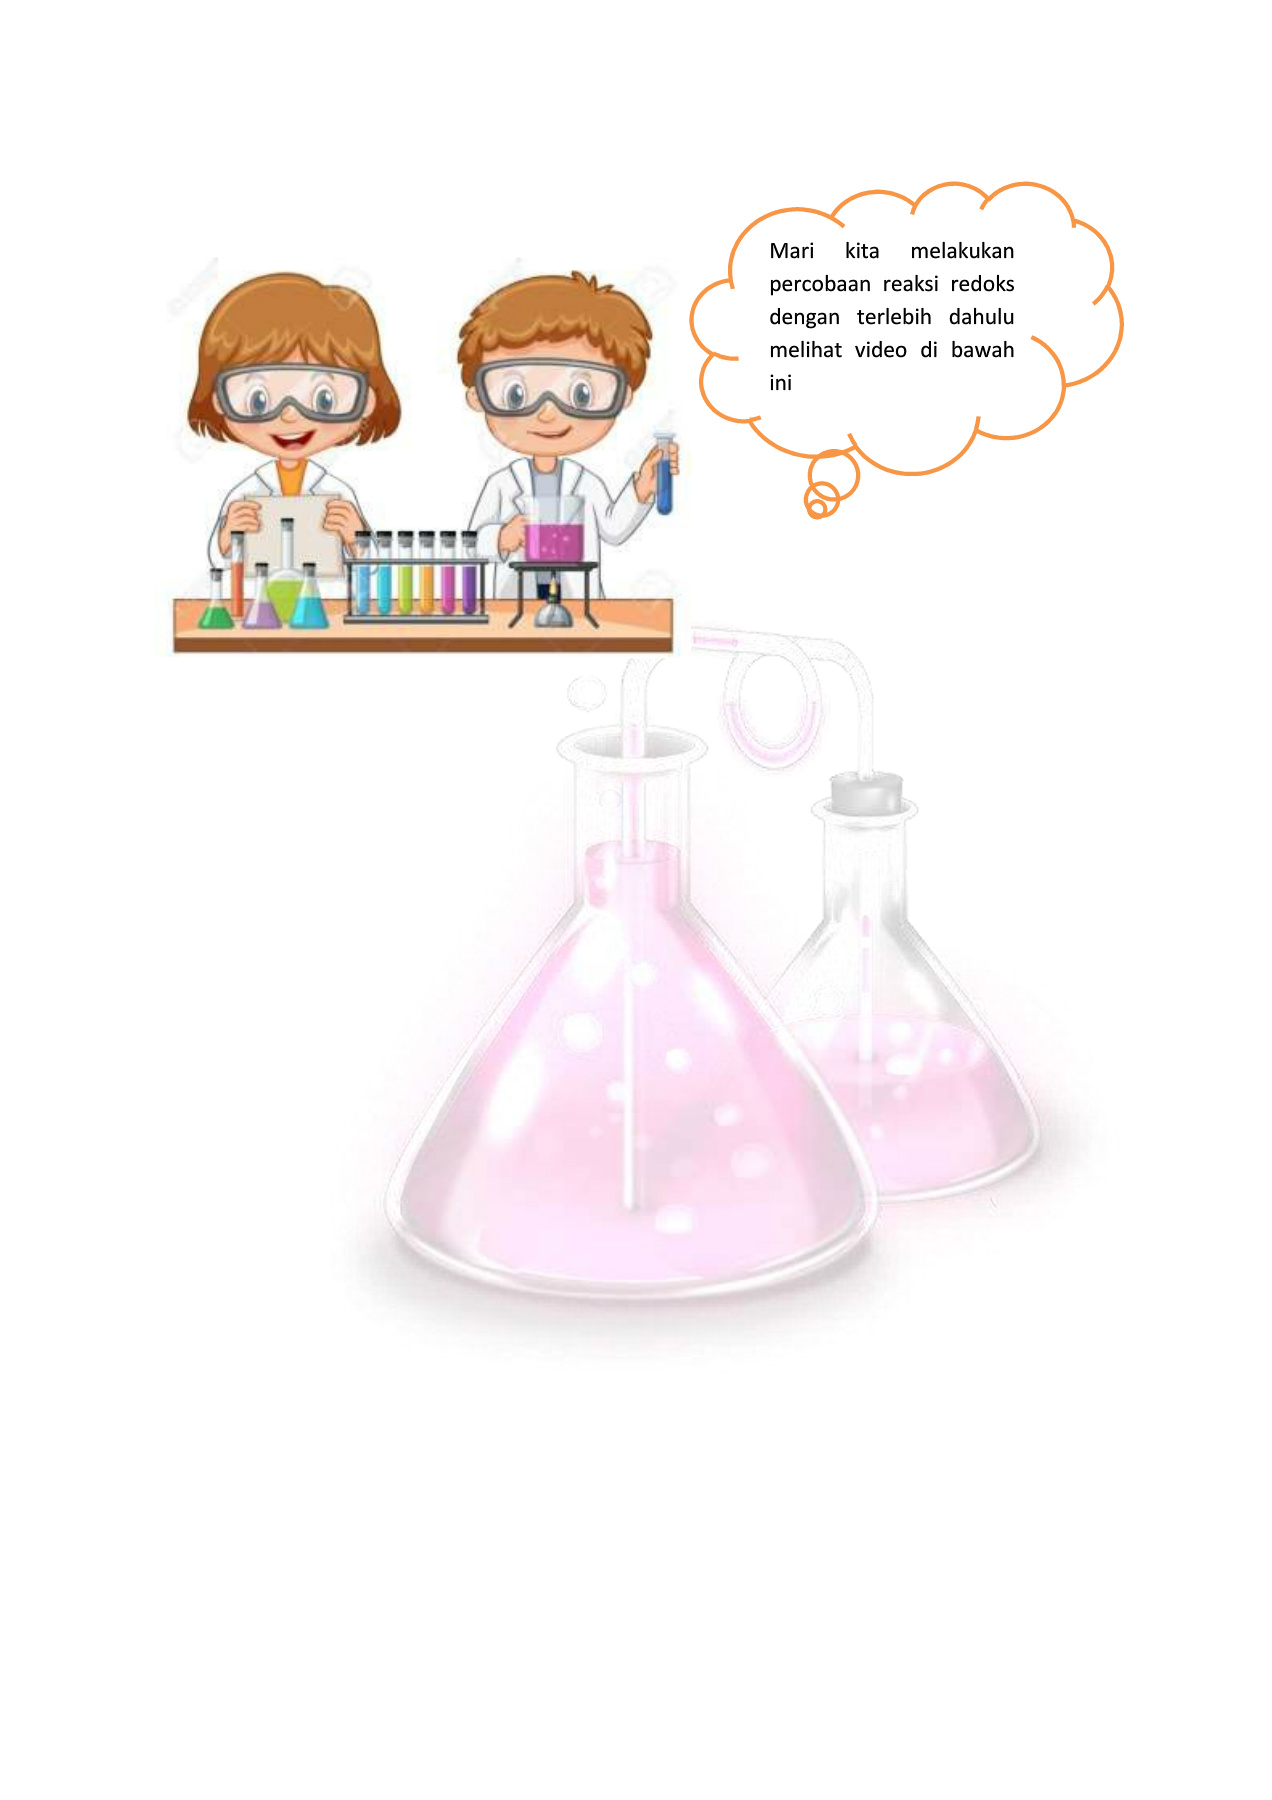 Mari kita melakukan
percobaan reaksi redoks
dengan terlebih dahulu
melihat video di bawah
ini